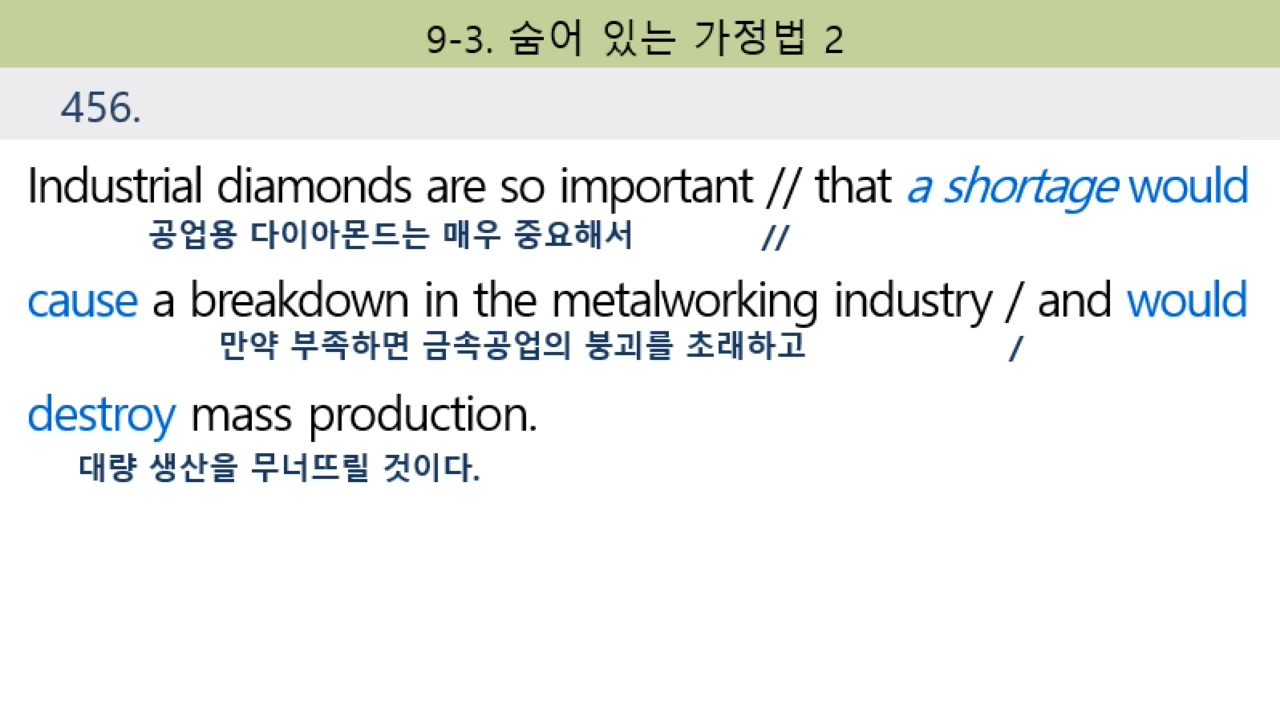 9-3. 숨어 있는 가정법 2
456.
Industrial diamonds are so important // that a shortage would
공업용 다이아몬드는 매우 중요해서 //
cause a breakdown in the metalworking industry / and would
만약 부족하면 금속공업의 붕괴를 초래하고 /
destroy mass production.
대량 생산을 무너뜨릴 것이다.